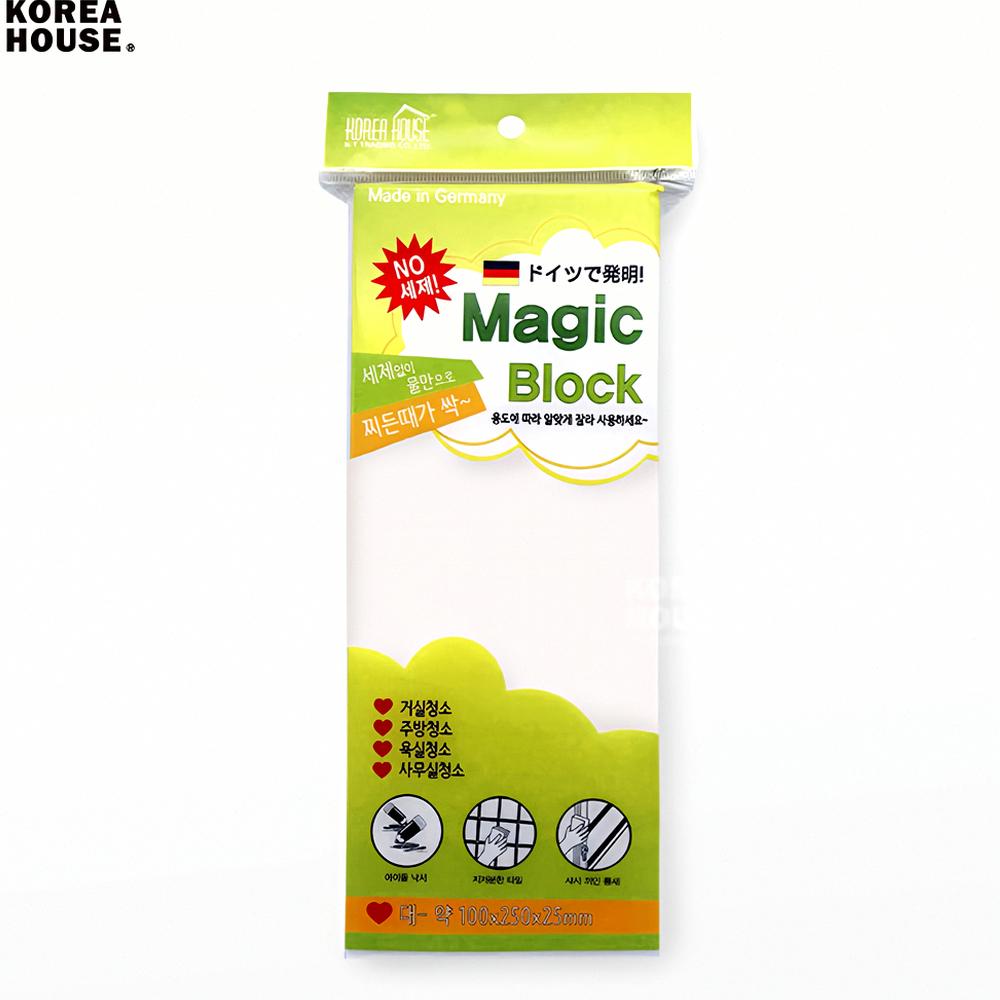 KOREA
HOUSE®
KOREA HOUSE
Made in Germany
NO
세제!
ドイツで発明!
Magic
Block
세제없이
물만으로
찌든때가 싹~
용도에 따라 알맞게 잘라 사용하세요~
KO
HOU
거실청소
주방청소
욕실청소
사무실청소
아이들 낙서
지저분한 타일
샤시 끼인 틈새
대- 약 100x250x25mm